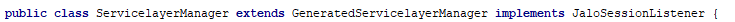 public class ServicelayerManager extends GeneratedServicelayerManager implements JaloSessionListener {